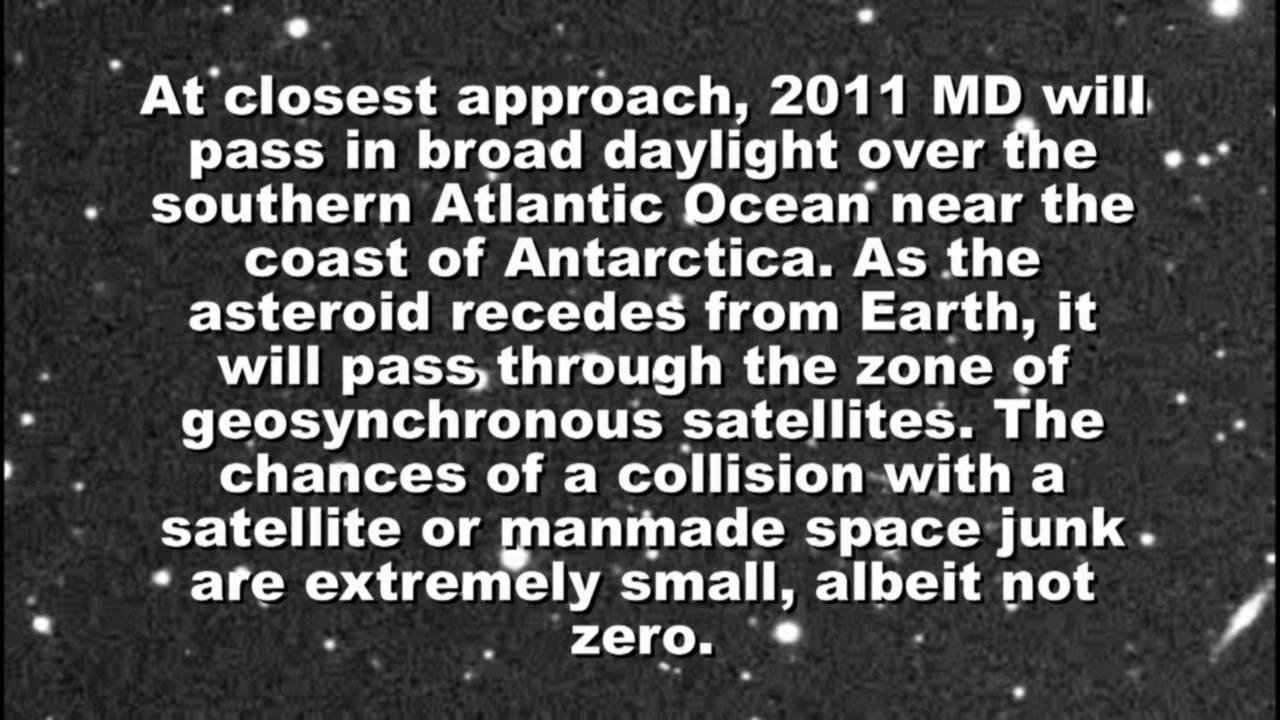 At closest approach, 2011 MD will
pass in broad daylight over the
southern Atlantic Ocean near the
coast of Antarctica. As the
asteroid recedes from Earth, it
will pass through the zone of
geosynchronous satellites. The
chances of a collision with a
satellite or manmade space junk
are extremely small, albeit not
zero.